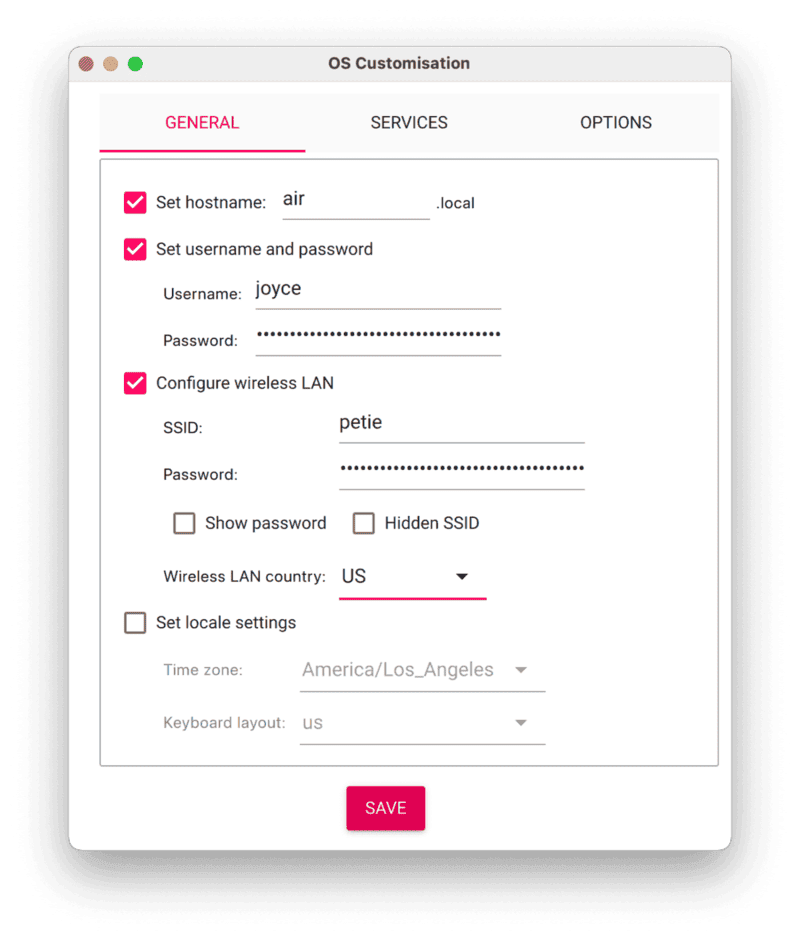 OS Customisation
GENERAL SERVICES OPTIONS
Set hostname: air .local
Set username and password
Username: joyce
Password: •••••••••••••••••••••••••••••••••••••
Configure wireless LAN
SSID: petie
Password: •••••••••••••••••••••••••••••••••••••
Show password Hidden SSID
Wireless LAN country: US
Set locale settings
Time zone: America/Los_Angeles
Keyboard layout: us
SAVE